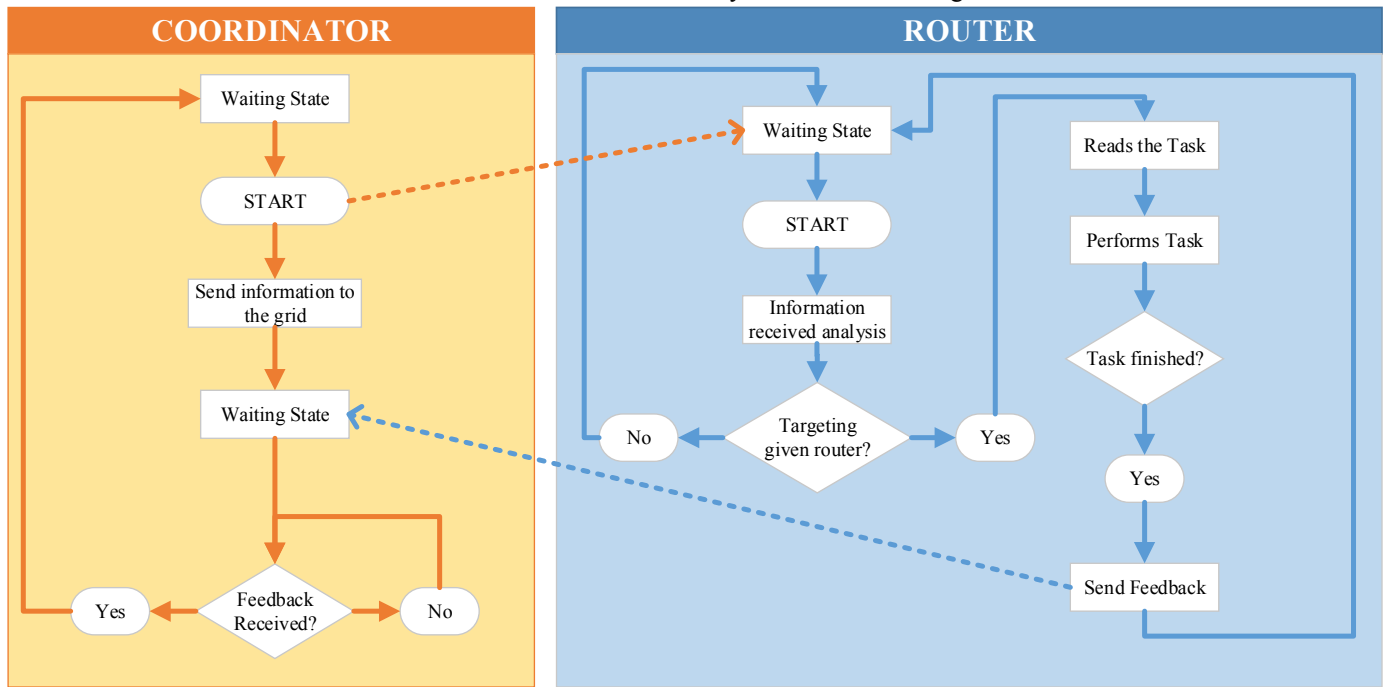 COORDINATOR
Waiting State
START
Send information to
the grid
Waiting State
Feedback
Received?
Yes
No
ROUTER
Waiting State
START
Information
received analysis
Targeting
given router?
No
Yes
Reads the Task
Performs Task
Task finished?
Yes
Send Feedback